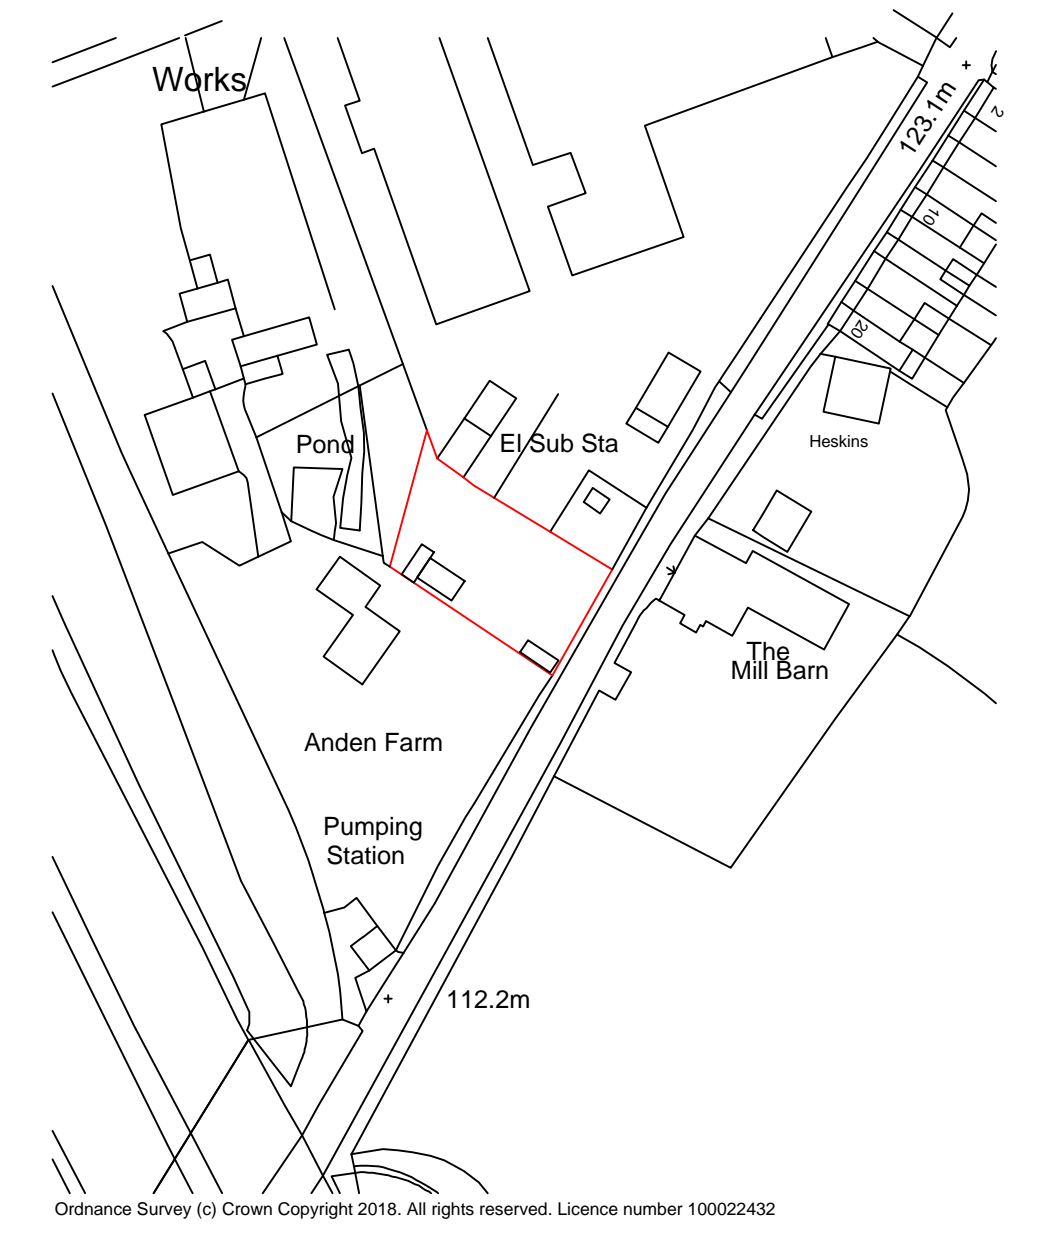 Works
123.1m
2
10
20
Pond
El Sub Sta
Heskins
The
Mill Barn
Anden Farm
Pumping
Station
112.2m
Ordnance Survey (c) Crown Copyright 2018. All rights reserved. Licence number 100022432